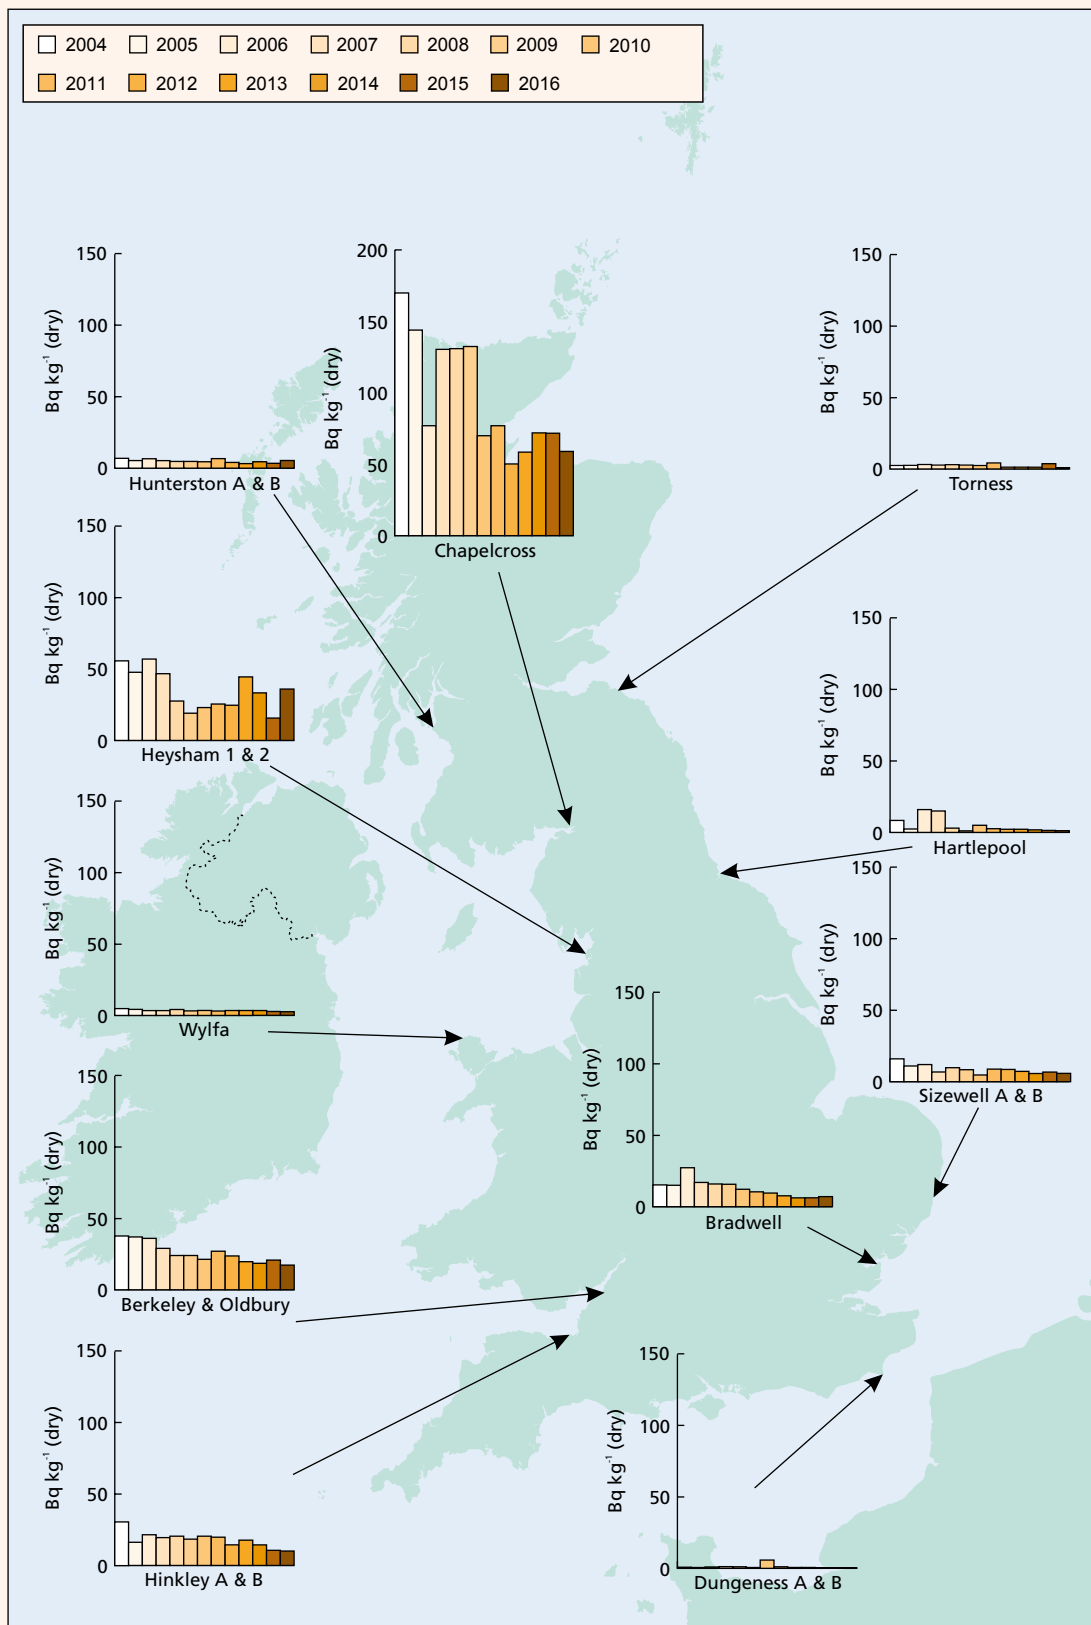 2004 2005 2006 2007 2008 2009 2010
2011 2012 2013 2014 2015 2016
150
100
50
0
Bq kg-1 (dry)
Hunterston A & B
200
150
100
50
0
Bq kg-1 (dry)
Chapelcross
150
100
50
0
Bq kg-1 (dry)
Torness
150
100
50
0
Bq kg-1 (dry)
Heysham 1 & 2
150
100
50
0
Bq kg-1 (dry)
Hartlepool
150
100
50
0
Bq kg-1 (dry)
Wylfa
150
100
50
0
Bq kg-1 (dry)
Sizewell A & B
150
100
50
0
Bq kg-1 (dry)
Bradwell
150
100
50
0
Bq kg-1 (dry)
Berkeley & Oldbury
150
100
50
0
Bq kg-1 (dry)
Hinkley A & B
150
100
50
0
Bq kg-1 (dry)
Dungeness A & B